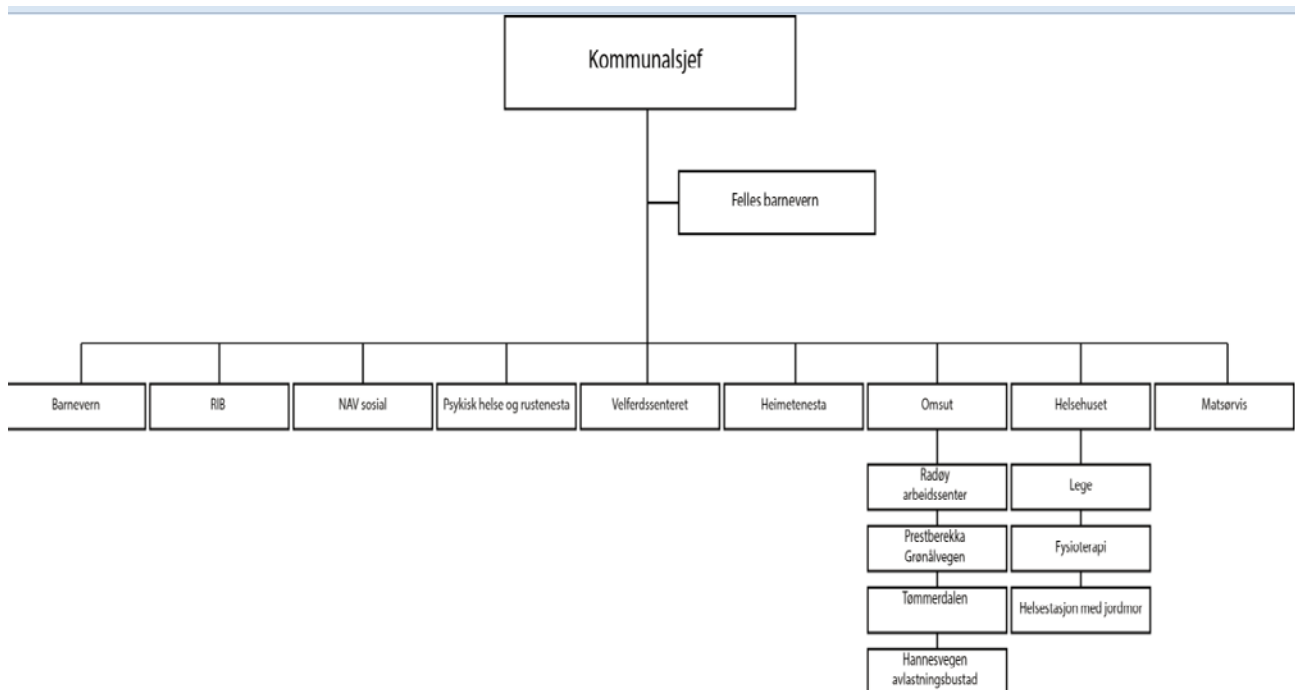 Kommunalsjef
Felles barnevern
Barnevern
RIB
NAV sosial
Psykisk helse og rustenesta
Velferdssenteret
Heimetenesta
Omsut
Helsehuset
Matsørvis
Radøy
arbeidssenter
Prestberekka
Grønålvegen
Tømmerdalen
Hannesvegen
avlastningsbustad
Lege
Fysioterapi
Helsestasjon med jordmor